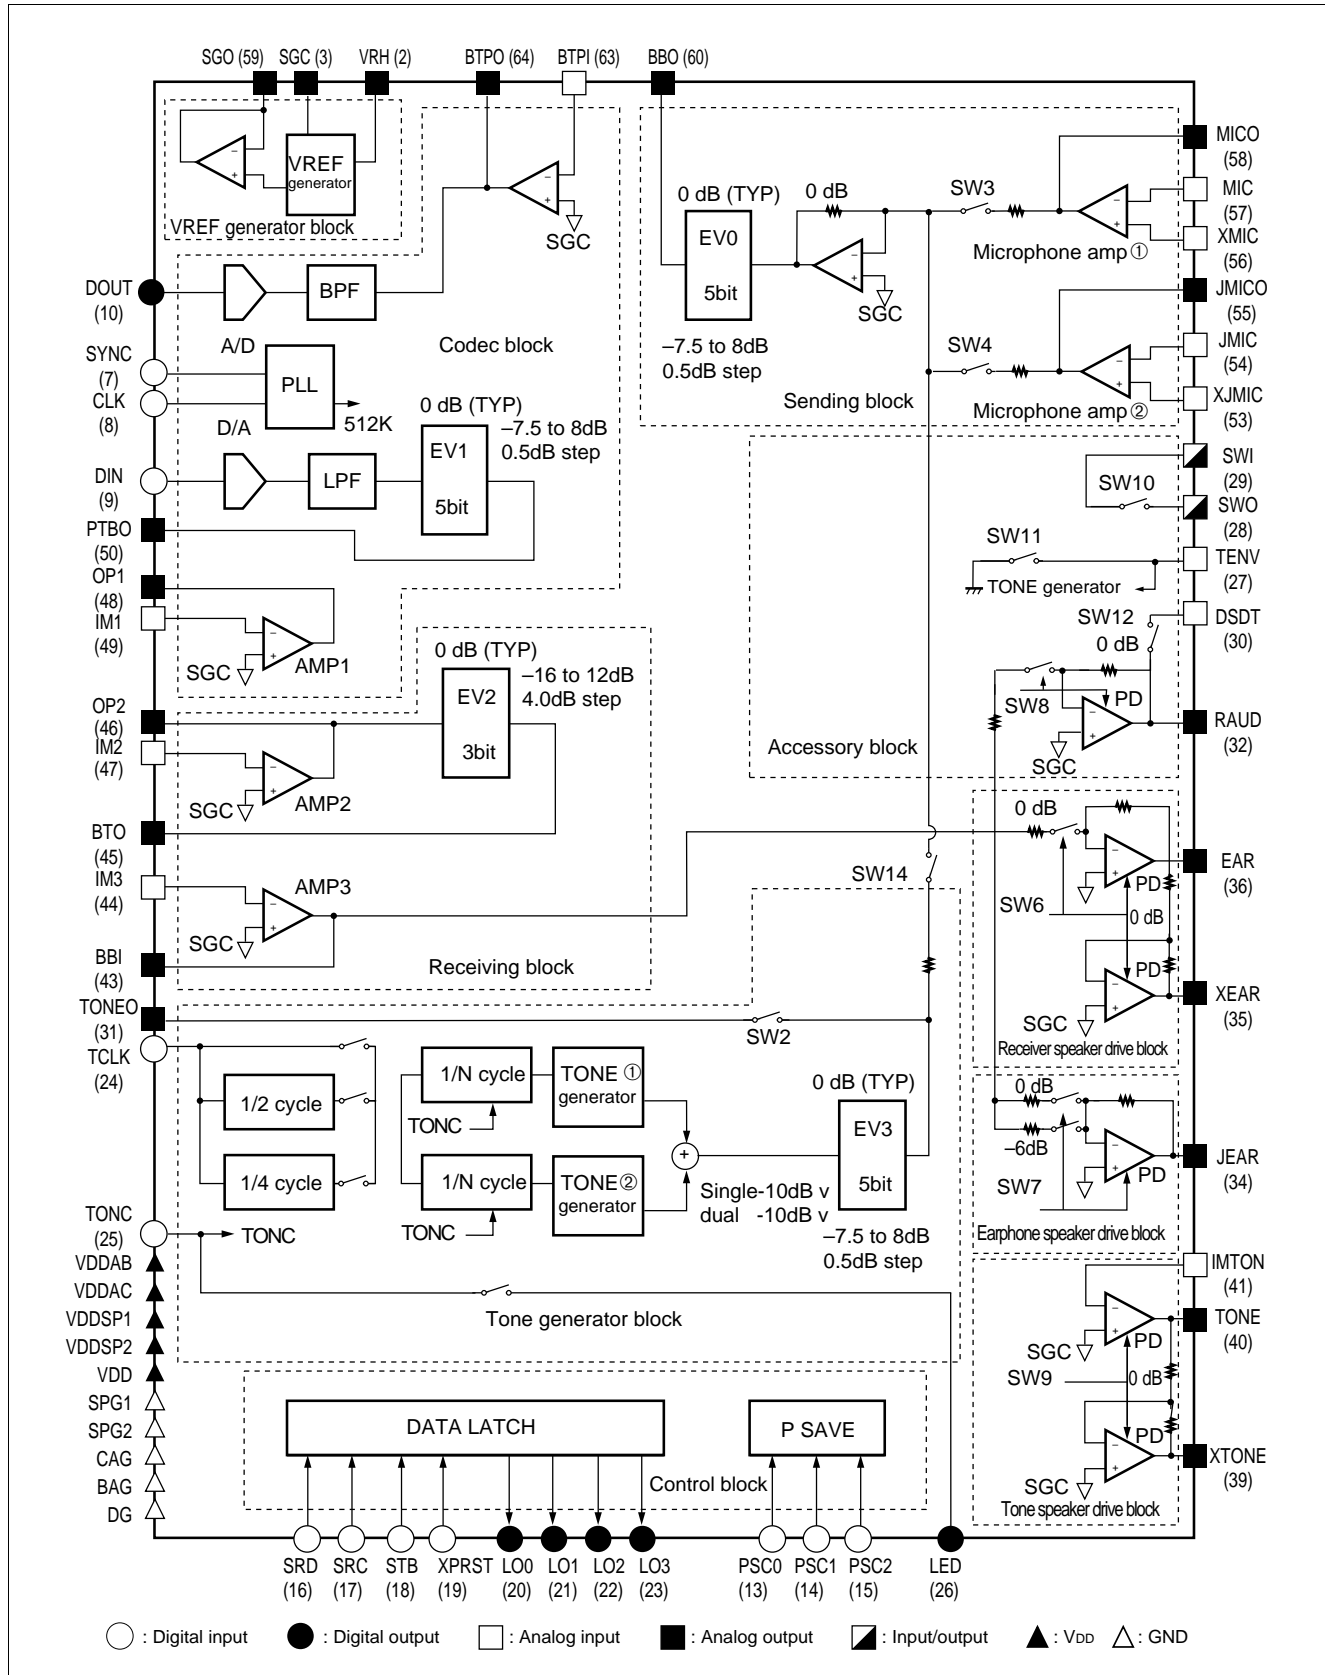 SGO (59) SGC (3) VRH (2) BTPO (64) BTPI (63) BBO (60)
VREF
generator
VREF generator block
SGC
0 dB (TYP)
EV0
5bit
–7.5 to 8dB
0.5dB step
0 dB
SGC
SW3
Microphone amp ①
SW4
Microphone amp ②
Sending block
MICO
(58)
MIC
(57)
XMIC
(56)
JMICO
(55)
JMIC
(54)
XJMIC
(53)
DOUT
(10)
A/D
BPF
Codec block
SYNC
(7)
CLK
(8)
PLL
512K
D/A
DIN
(9)
LPF
0 dB (TYP)
EV1
5bit
–7.5 to 8dB
0.5dB step
PTBO
(50)
OP1
(48)
IM1
(49)
SGC
AMP1
SWI
(29)
SW10
SWO
(28)
SW11
TENV
(27)
TONE generator
DSDT
(30)
SW12
0 dB
SW8
PD
SGC
RAUD
(32)
Accessory block
0 dB (TYP)
EV2
3bit
–16 to 12dB
4.0dB step
OP2
(46)
IM2
(47)
SGC
AMP2
BTO
(45)
IM3
(44)
AMP3
SGC
BBI
(43)
Receiving block
SW14
0 dB
PD
SW6
0 dB
PD
SGC
EAR
(36)
XEAR
(35)
Receiver speaker drive block
TONEO
(31)
SW2
TCLK
(24)
1/2 cycle
1/4 cycle
1/N cycle
TONC
TONE ①
generator
1/N cycle
TONC
TONE ②
generator
+
0 dB (TYP)
EV3
5bit
Single-10dB v
dual -10dB v
–7.5 to 8dB
0.5dB step
0 dB
–6dB
SW7
PD
JEAR
(34)
Earphone speaker drive block
TONC
(25)
TONC
Tone generator block
IMTON
(41)
TONE
(40)
SGC
PD
SW9
0 dB
PD
SGC
XTONE
(39)
Tone speaker drive block
VDDAB
VDDAC
VDDSP1
VDDSP2
VDD
SPG1
SPG2
CAG
BAG
DG
DATA LATCH
P SAVE
Control block
SRD SRC STB XPRST LO0 LO1 LO2 LO3 PSC0 PSC1 PSC2 LED
(16) (17) (18) (19) (20) (21) (22) (23) (13) (14) (15) (26)
: Digital input : Digital output : Analog input : Analog output : Input/output : VDD : GND